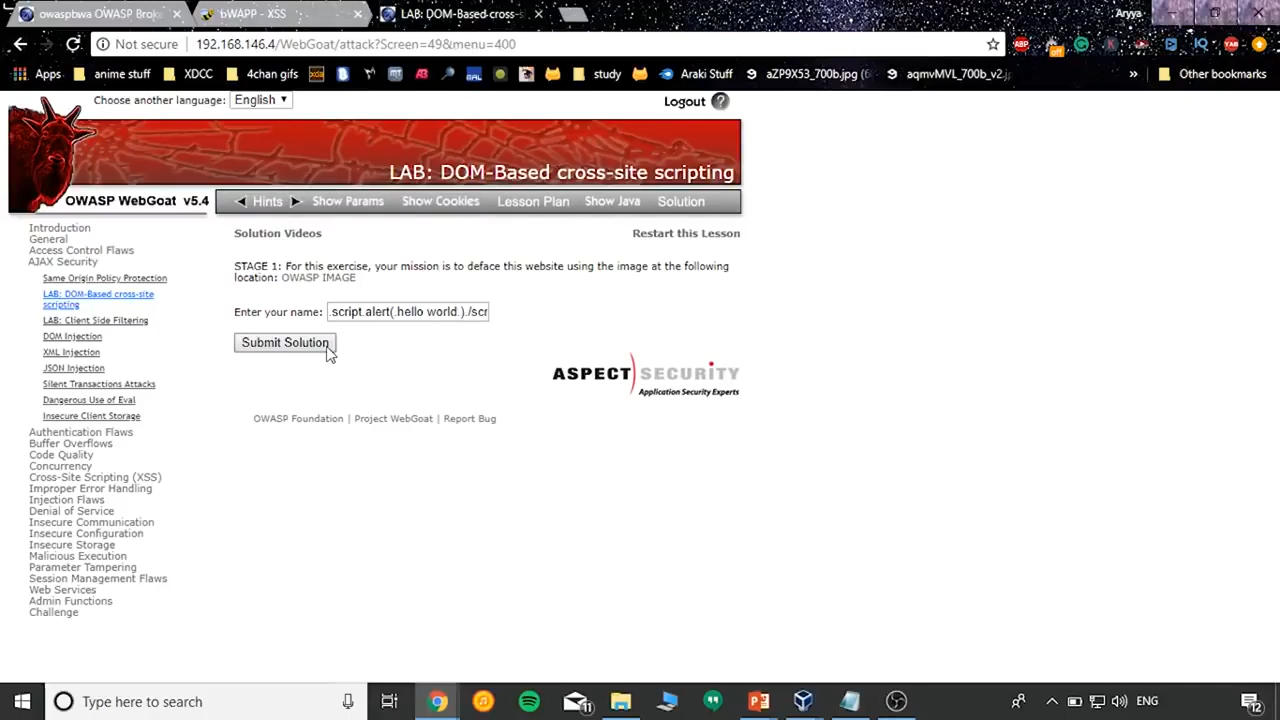 owaspbwa OWASP Brok
bWAPP - XSS
LAB: DOM-Based cross-s
Aryya
Not secure
192.168.146.4/WebGoat/attack?Screen=49&menu=400
Apps
anime stuff
XDCC
4chan gifs
study
Araki Stuff
aZP9X53_700b.jpg (6
aqmvMVL_700b_v2.j
»
Other bookmarks
Choose another language: English
Logout ?
LAB: DOM-Based cross-site scripting
OWASP WebGoat v5.4
Hints
Show Params
Show Cookies
Lesson Plan
Show Java
Solution
Introduction
General
Access Control Flaws
AJAX Security
Same Origin Policy Protection
LAB: DOM-Based cross-site
scripting
LAB: Client Side Filtering
DOM Injection
XML Injection
JSON Injection
Silent Transactions Attacks
Dangerous Use of Eval
Insecure Client Storage
Authentication Flaws
Buffer Overflows
Code Quality
Concurrency
Cross-Site Scripting (XSS)
Improper Error Handling
Injection Flaws
Denial of Service
Insecure Communication
Insecure Configuration
Insecure Storage
Malicious Execution
Parameter Tampering
Session Management Flaws
Web Services
Admin Functions
Challenge
Solution Videos
Restart this Lesson
STAGE 1: For this exercise, your mission is to deface this website using the image at the following
location: OWASP IMAGE
Enter your name: .script.alert(.hello world.)./scr
Submit Solution
ASPECT SECURITY
Application Security Experts
OWASP Foundation | Project WebGoat | Report Bug
Type here to search
11
ENG
12